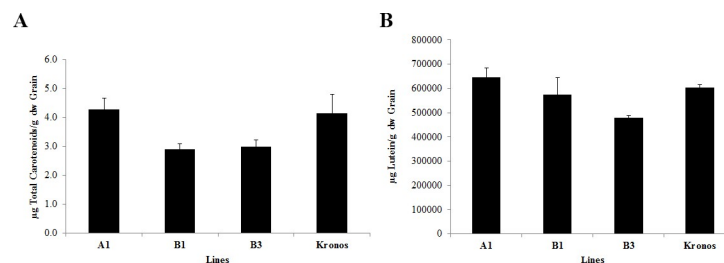 A
µg Total Carotenoids/g dw Grain
6.0
5.0
4.0
3.0
2.0
1.0
0.0
A1 B1 B3 Kronos
Lines
B
µg Lutein/g dw Grain
800000
700000
600000
500000
400000
300000
200000
100000
0
A1 B1 B3 Kronos
Lines